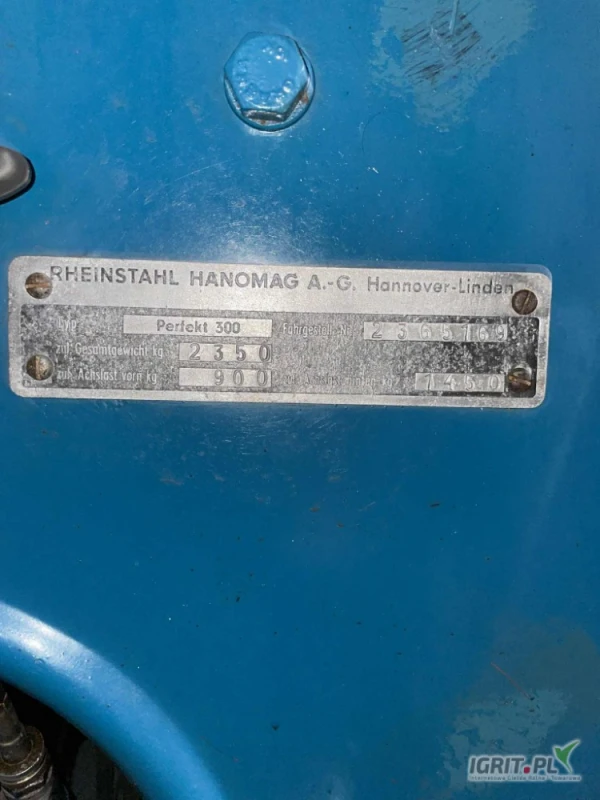 RHEINSTAHL HANOMAG A.-G. Hannover-Linden
Perfekt 300 Fahrgestell-Nr.
zul. Gesamtgewicht kg 2350
zul. Achslast vorn kg 900 1450
IGRIT.PL